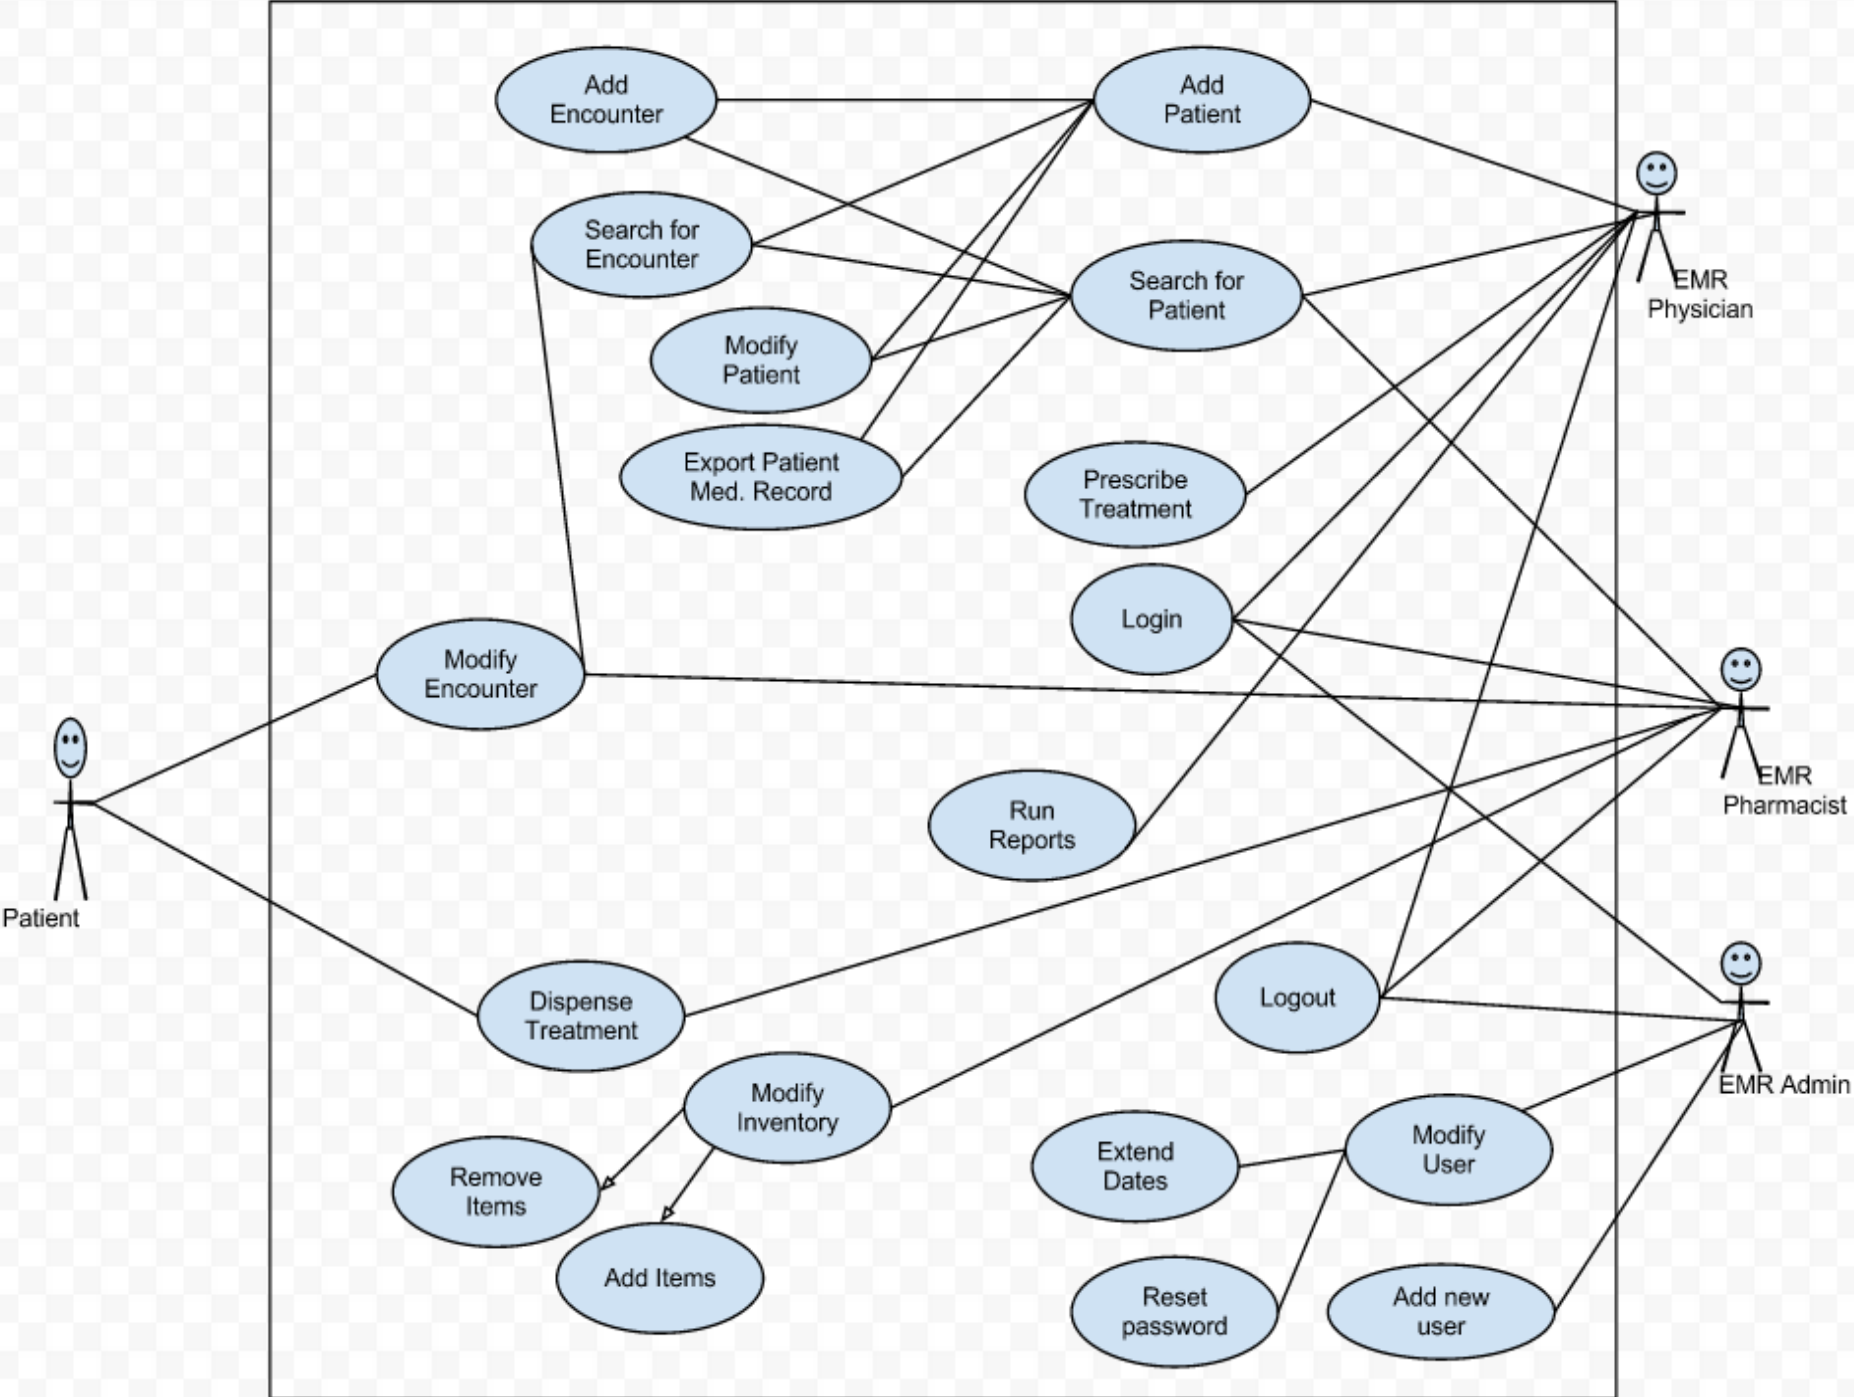 Add
Encounter
Add
Patient
Search for
Encounter
Search for
Patient
EMR
Physician
Modify
Patient
Export Patient
Med. Record
Prescribe
Treatment
Login
Modify
Encounter
EMR
Pharmacist
Run
Reports
Patient
Dispense
Treatment
Logout
EMR Admin
Modify
Inventory
Remove
Items
Add Items
Extend
Dates
Modify
User
Reset
password
Add new
user